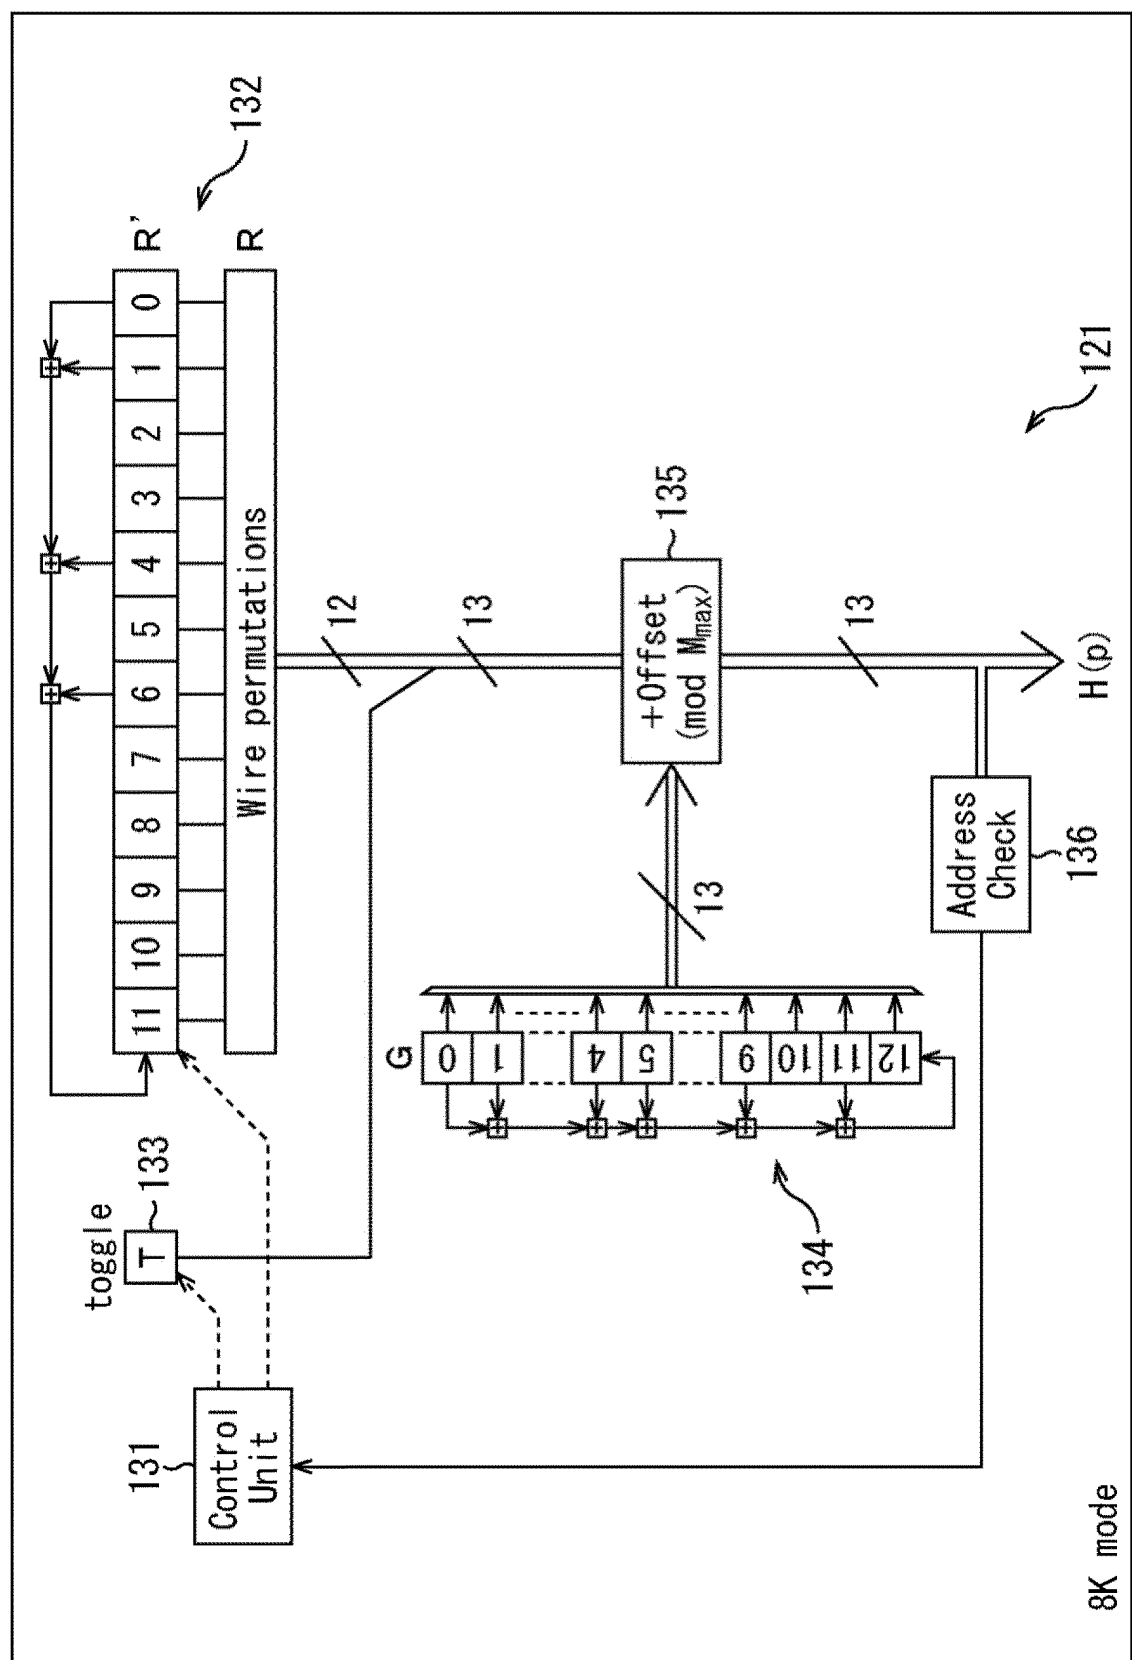 8K mode
131
Control
Unit
toggle
T
133
R'
11 10 9 8 7 6 5 4 3 2 1 0
132
R
Wire permutations
12
13
G
0
1
4
5
9
10
11
12
134
13
+Offset
(mod Mmax)
135
13
Address
Check
136
H(p)
121